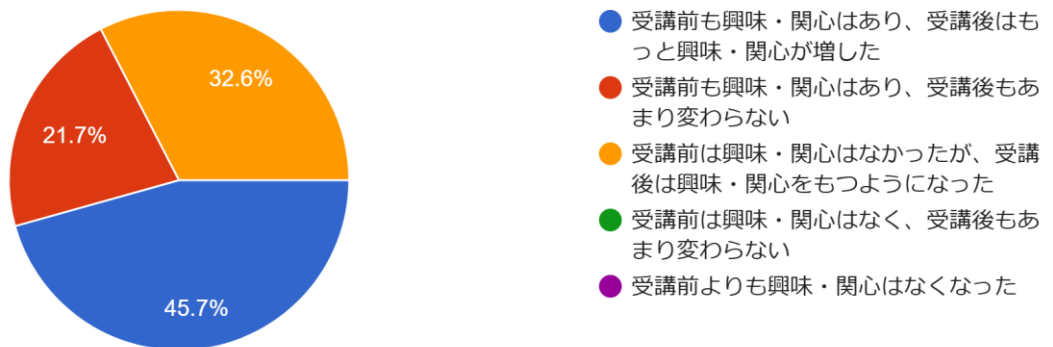 32.6%
21.7%
45.7%
受講前も興味・関心はあり、受講後はも
っと興味・関心が増した
受講前も興味・関心はあり、受講後もあ
まり変わらない
受講前は興味・関心はなかったが、受講
後は興味・関心をもつようになった
受講前は興味・関心はなく、受講後もあ
まり変わらない
受講前よりも興味・関心はなくなった